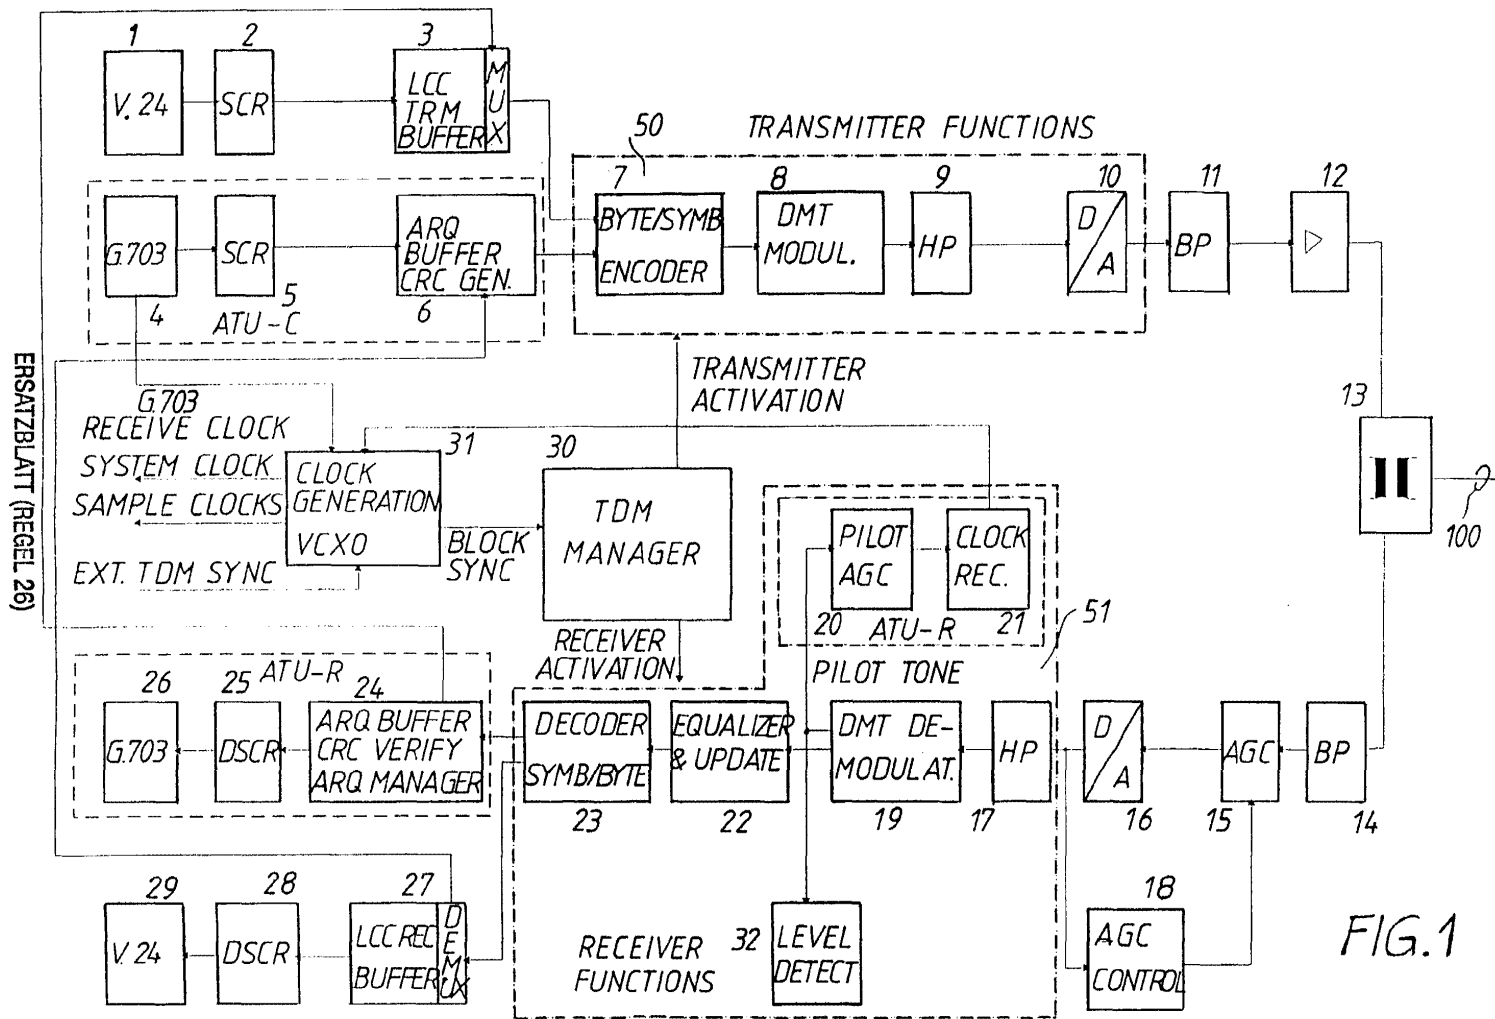 1
2
3
V.24
SCR
LCC
TRM
BUFFER
MUX
TRANSMITTER FUNCTIONS
50
7
8
9
10
11
12
G.703
SCR
ARQ
BUFFER
CRC GEN.
BYTE/SYMB
ENCODER
DMT
MODUL.
HP
D/A
BP
4
5
6
ATU-C
TRANSMITTER
ACTIVATION
13
G.703
RECEIVE CLOCK
SYSTEM CLOCK
SAMPLE CLOCKS
EXT. TDM SYNC
31
CLOCK
GENERATION
VCXO
BLOCK
SYNC
30
TDM
MANAGER
PILOT
AGC
CLOCK
REC.
20
ATU-R
21
51
100
RECEIVER
ACTIVATION
PILOT TONE
ATU-R
26
25
24
G.703
DSCR
ARQ BUFFER
CRC VERIFY
ARQ MANAGER
DECODER
SYMB/BYTE
EQUALIZER
& UPDATE
DMT DE-
MODULAT.
HP
D/A
AGC
BP
23
22
19
17
16
15
14
29
28
27
V.24
DSCR
LCC REC
BUFFER
DEMUX
RECEIVER
FUNCTIONS
32
LEVEL
DETECT
18
AGC
CONTROL
FIG.1
ERSATZBLATT (REGEL 26)